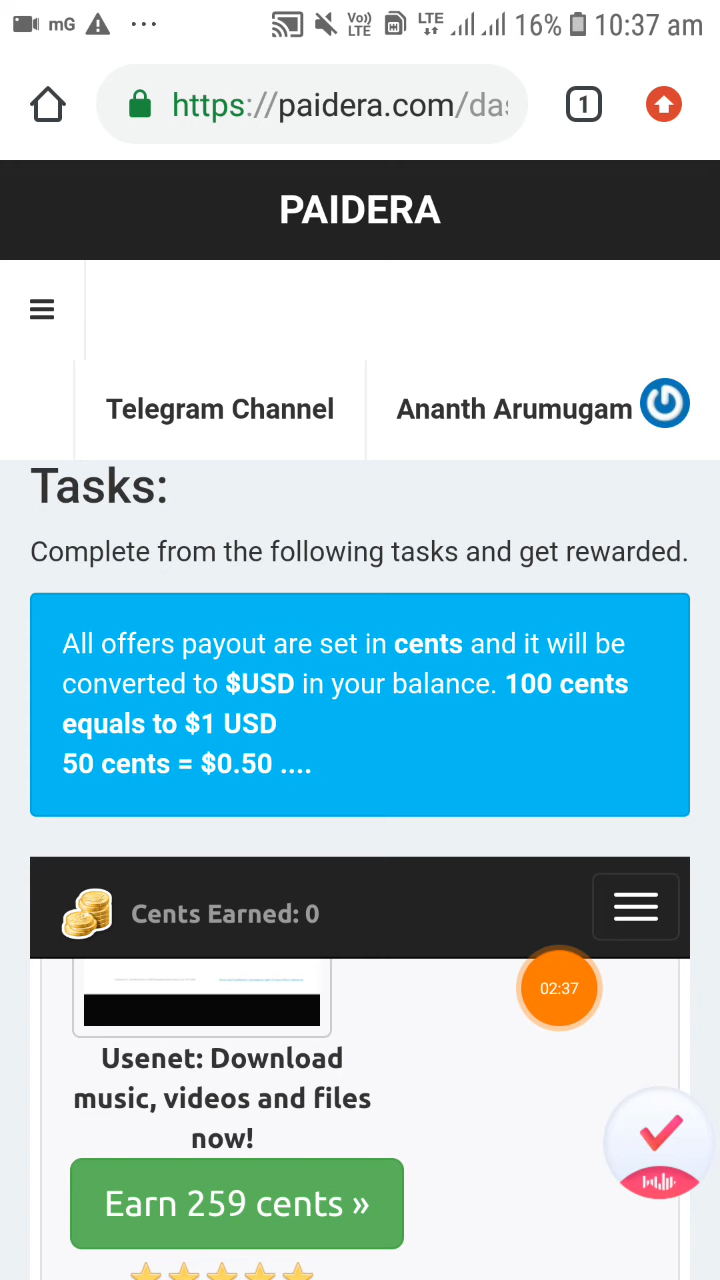 mG ... Vo)) LTE LTE 16% 10:37 am
https://paidera.com/da
1
PAIDERA
Telegram Channel
Ananth Arumugam
Tasks:
Complete from the following tasks and get rewarded.
All offers payout are set in cents and it will be
converted to $USD in your balance. 100 cents
equals to $1 USD
50 cents = $0.50 ....
Cents Earned: 0
02:37
Usenet: Download
music, videos and files
now!
Earn 259 cents »